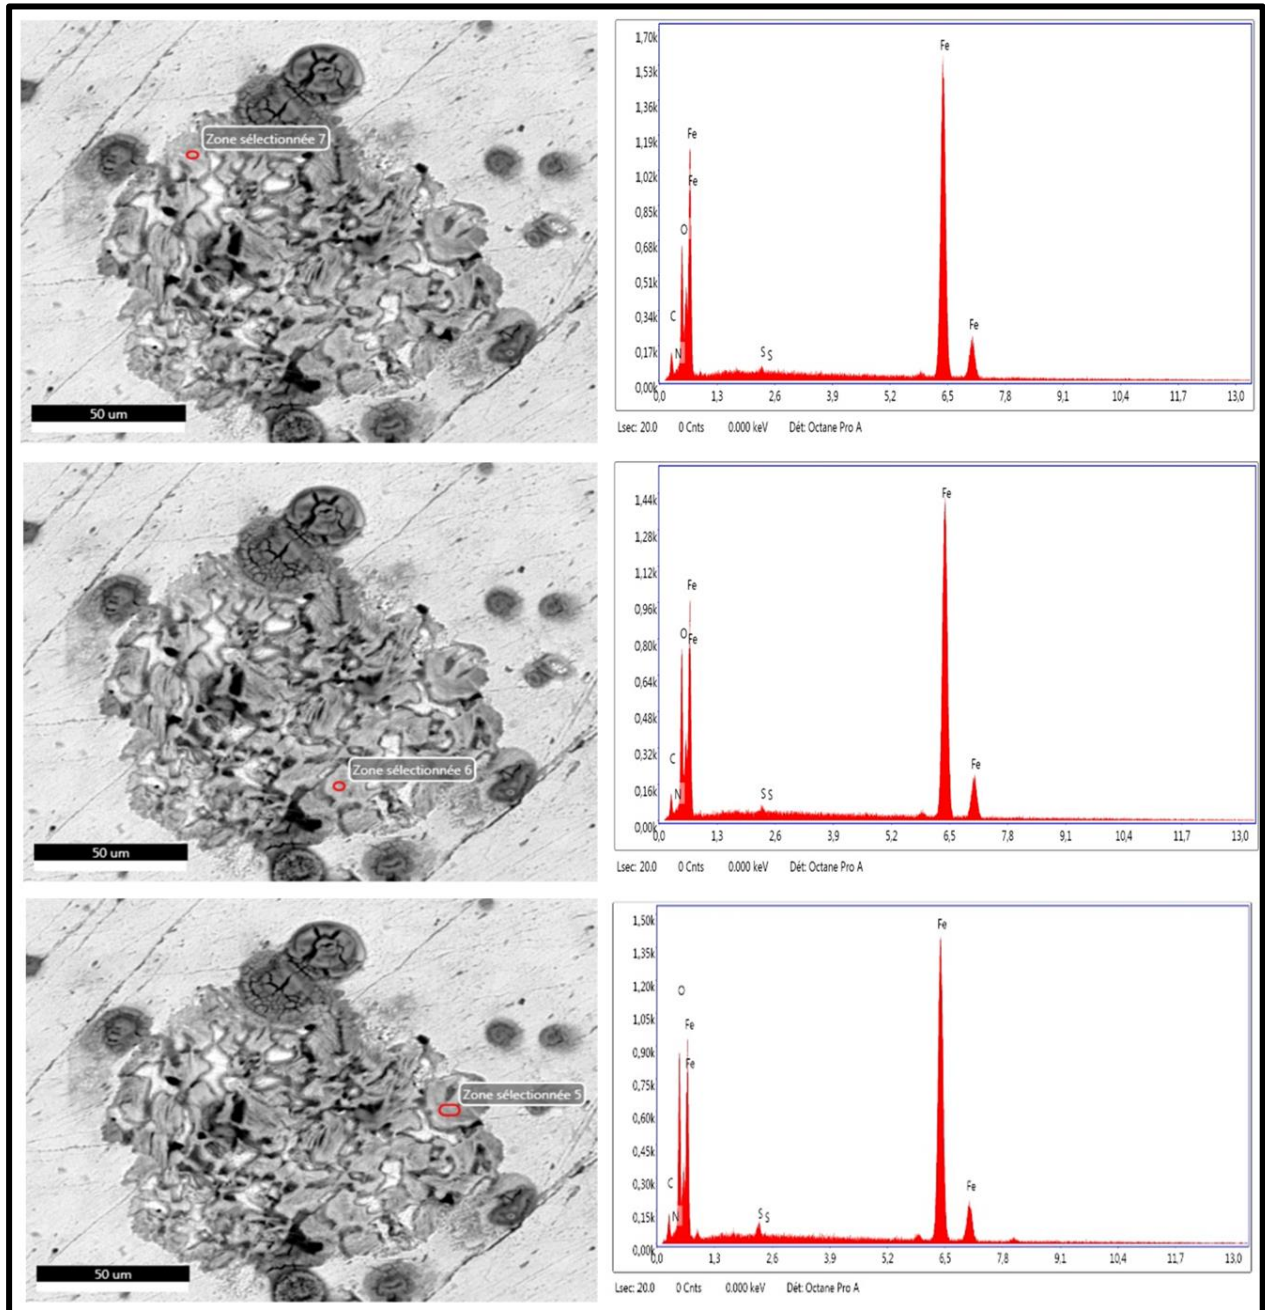 Zone sélectionnée 7
50 um
1,70k
1,53k
1,36k
1,19k
1,02k
0,85k
0,68k
0,51k
0,34k
0,17k
0,00k
Fe
Fe
Fe
O
C
N
S S
Fe
0,0 1,3 2,6 3,9 5,2 6,5 7,8 9,1 10,4 11,7 13,0
Lsec: 20.0 0 Cnts 0.000 keV Dét: Octane Pro A
Zone sélectionnée 6
50 um
1,44k
1,28k
1,12k
0,96k
0,80k
0,64k
0,48k
0,32k
0,16k
0,00k
Fe
Fe
O
Fe
C
N
S S
Fe
0,0 1,3 2,6 3,9 5,2 6,5 7,8 9,1 10,4 11,7 13,0
Lsec: 20.0 0 Cnts 0.000 keV Dét: Octane Pro A
Zone sélectionnée 5
50 um
1,50k
1,35k
1,20k
1,05k
0,90k
0,75k
0,60k
0,45k
0,30k
0,15k
0,00k
Fe
O
Fe
Fe
C
N
S S
Fe
0,0 1,3 2,6 3,9 5,2 6,5 7,8 9,1 10,4 11,7 13,0
Lsec: 20.0 0 Cnts 0.000 keV Dét: Octane Pro A